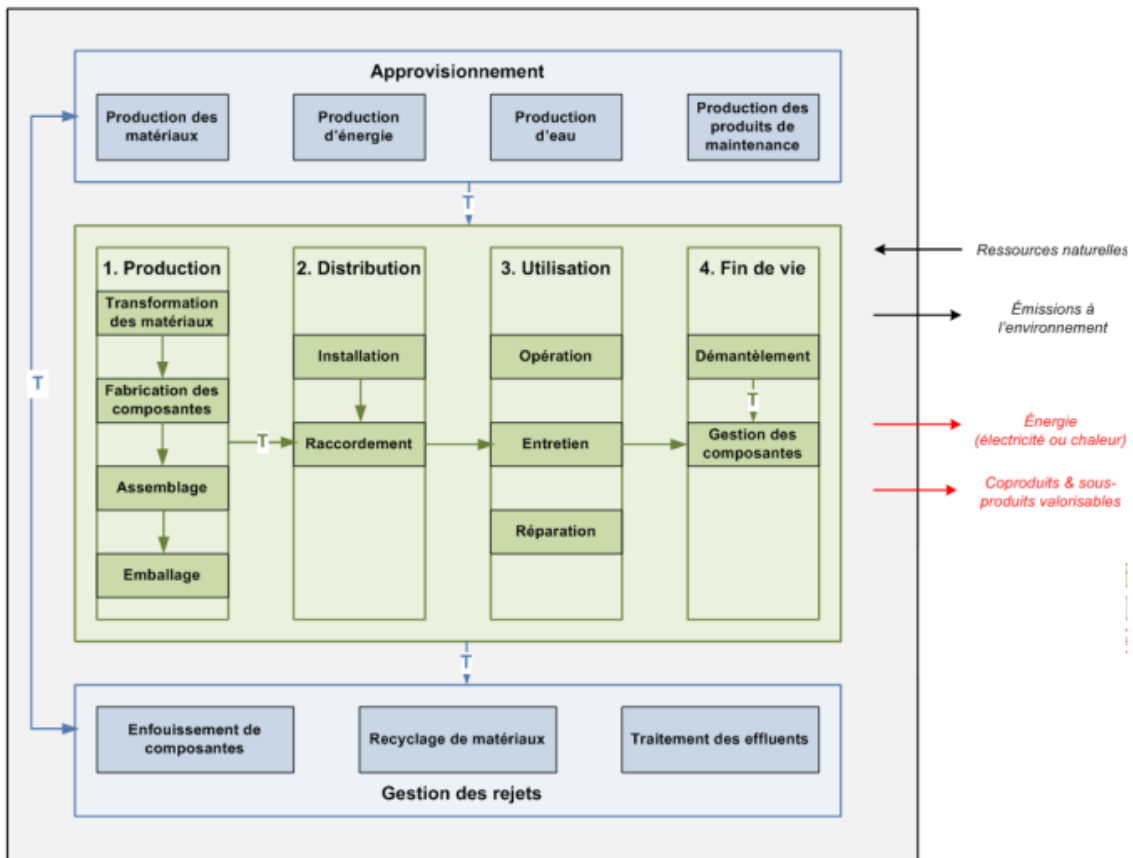 Approvisionnement
Production des
matériaux
Production
d'énergie
Production
d'eau
Production des
produits de
maintenance
T
T
1. Production
Transformation
des matériaux
Fabrication des
composantes
Assemblage
Emballage
T
2. Distribution
Installation
Raccordement
3. Utilisation
Opération
Entretien
Réparation
4. Fin de vie
Démantèlement
T
Gestion des
composantes
T
Enfouissement de
composantes
Recyclage de matériaux
Traitement des effluents
Gestion des rejets
Ressources naturelles
Émissions à
l'environnement
Énergie
(électricité ou chaleur)
Coproduits & sous-
produits valorisables